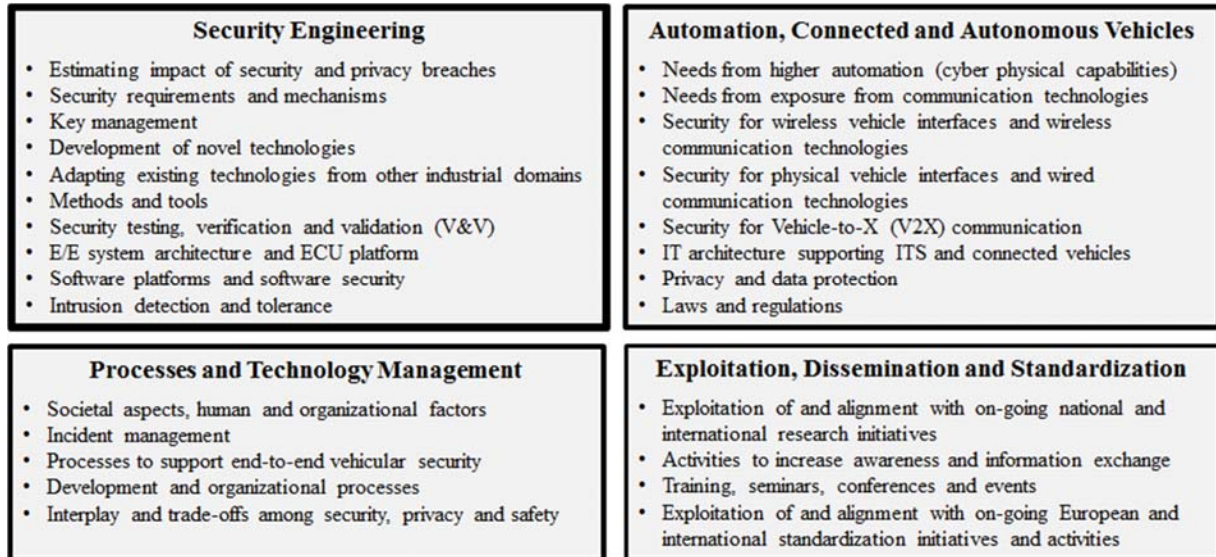 Security Engineering
• Estimating impact of security and privacy breaches
• Security requirements and mechanisms
• Key management
• Development of novel technologies
• Adapting existing technologies from other industrial domains
• Methods and tools
• Security testing, verification and validation (V&V)
• E/E system architecture and ECU platform
• Software platforms and software security
• Intrusion detection and tolerance
Automation, Connected and Autonomous Vehicles
• Needs from higher automation (cyber physical capabilities)
• Needs from exposure from communication technologies
• Security for wireless vehicle interfaces and wireless
communication technologies
• Security for physical vehicle interfaces and wired
communication technologies
• Security for Vehicle-to-X (V2X) communication
• IT architecture supporting ITS and connected vehicles
• Privacy and data protection
• Laws and regulations
Processes and Technology Management
• Societal aspects, human and organizational factors
• Incident management
• Processes to support end-to-end vehicular security
• Development and organizational processes
• Interplay and trade-offs among security, privacy and safety
Exploitation, Dissemination and Standardization
• Exploitation of and alignment with on-going national and
international research initiatives
• Activities to increase awareness and information exchange
• Training, seminars, conferences and events
• Exploitation of and alignment with on-going European and
international standardization initiatives and activities